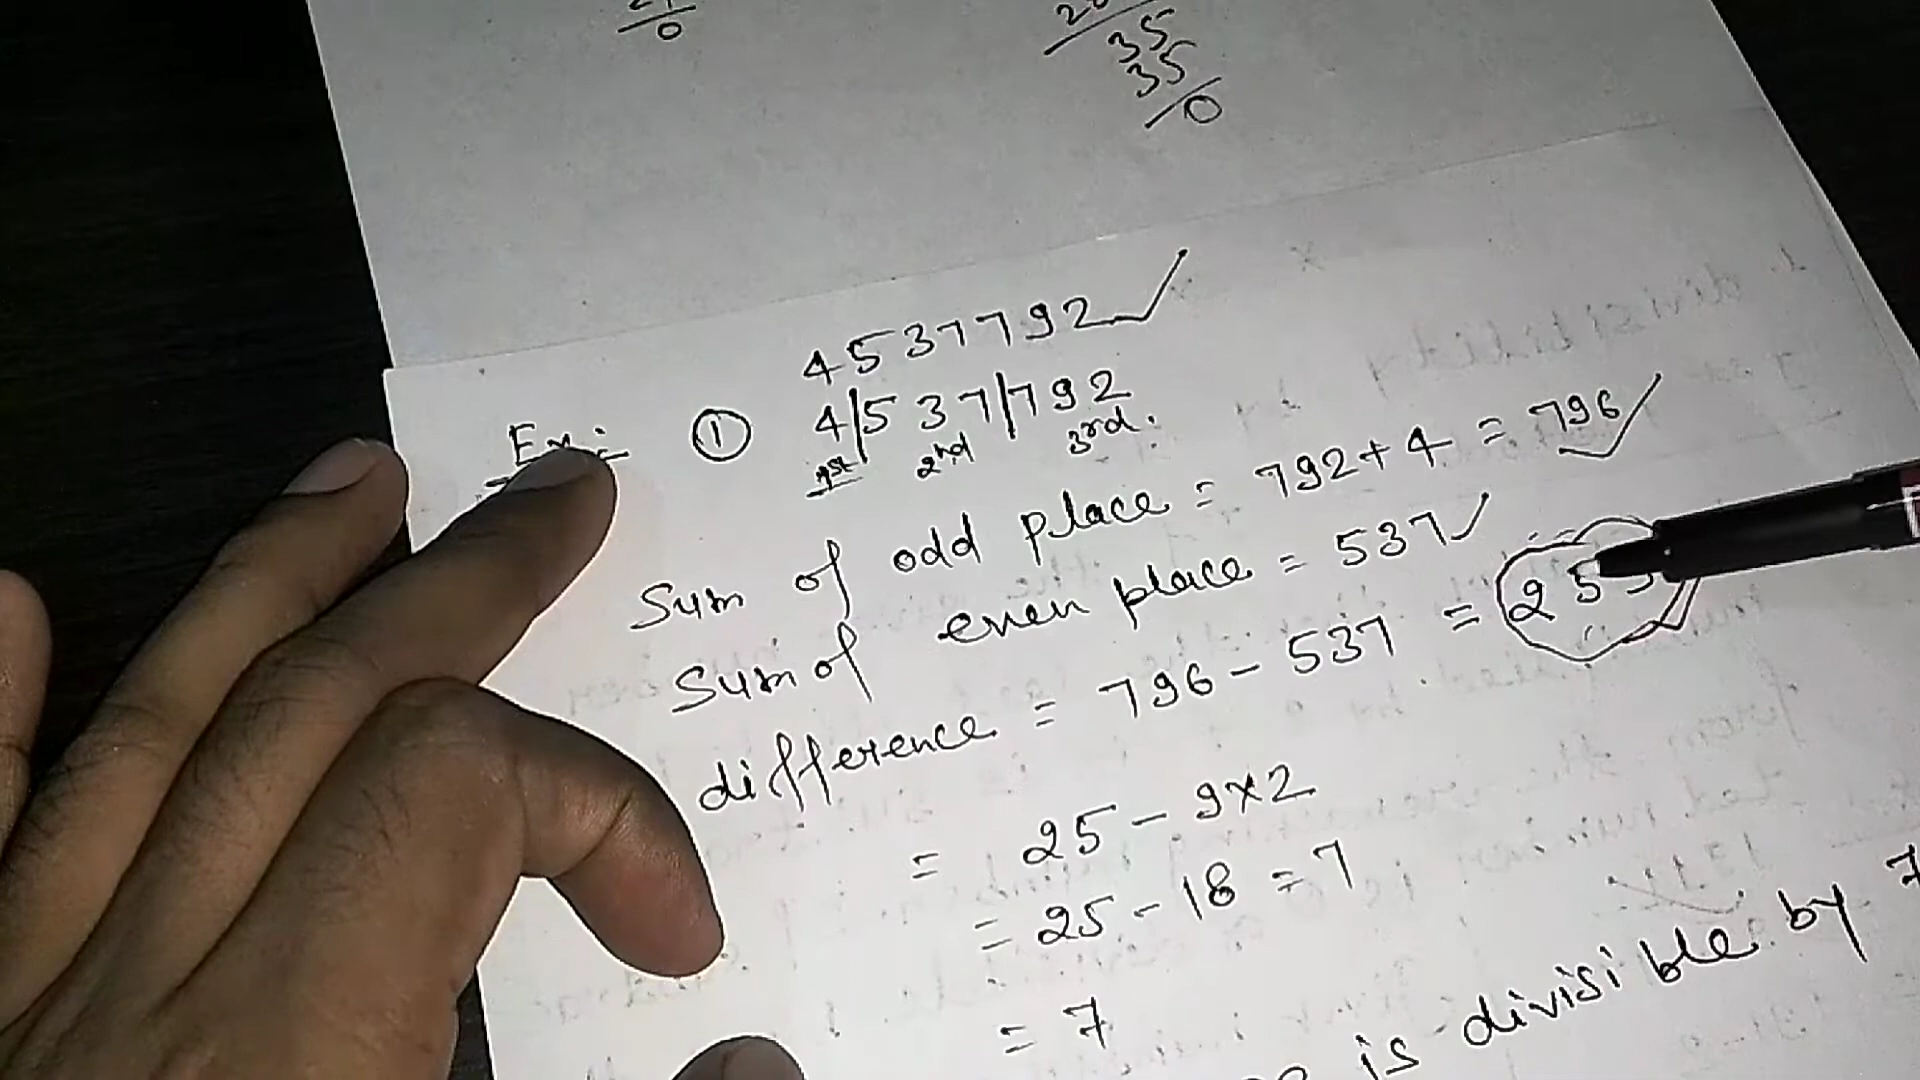 0
35
35
0
4537792
Ex:- ① 4|537|792
1st 2nd 3rd.
Sum of odd place = 792+4 = 796
Sum of even place = 537
difference = 796-537 = 25
= 25-9×2
= 25-18 = 7
= 7
is divisible by 7